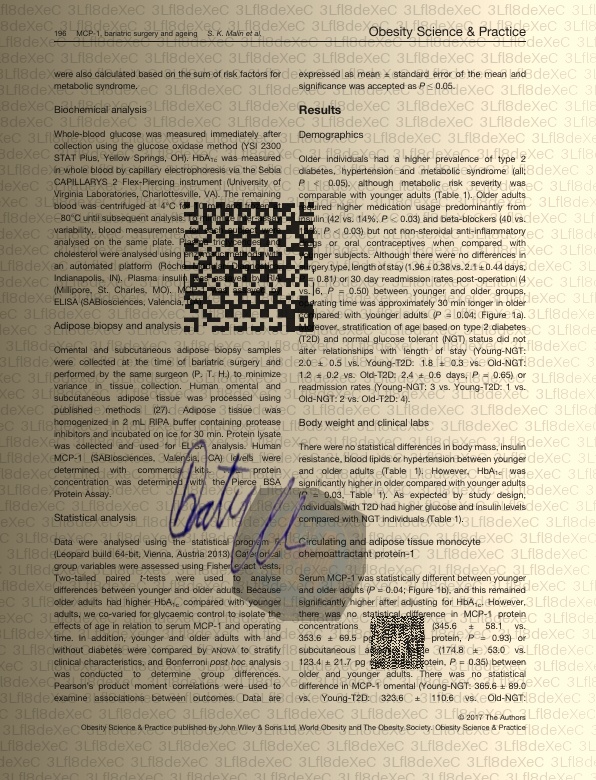 196 MCP-1, bariatric surgery and ageing S. K. Malin et al. Obesity Science & Practice
were also calculated based on the sum of risk factors for
metabolic syndrome.
Biochemical analysis
Whole-blood glucose was measured immediately after
collection using the glucose oxidase method (YSI 2300
STAT Plus, Yellow Springs, OH). HbA1c was measured
in whole blood by capillary electrophoresis via the Sebia
CAPILLARYS 2 Flex-Piercing instrument (University of
Virginia Laboratories, Charlottesville, VA). The remaining
blood was centrifuged at 4°C
−80°C until subsequent analysis.
variability, blood measurements
analysed on the same plate.
cholesterol were analysed using
an automated platform
Indianapolis, IN). Plasma insulin
(Millipore, St. Charles, MO).
ELISA (SABiosciences, Valencia,
Adipose biopsy and analysis
Omental and subcutaneous adipose biopsy samples
were collected at the time of bariatric surgery and
performed by the same surgeon (P. T. H.) to minimize
variance in tissue collection. Human omental and
subcutaneous adipose tissue was processed using
published methods (27). Adipose tissue was
homogenized in 2 mL RIPA buffer containing protease
inhibitors and incubated on ice for 30 min. Protein lysate
was collected and used for ELISA analysis. Human
MCP-1 (SABiosciences, Valencia, CA) levels were
determined with commercial kits. protein
concentration was determined with the Pierce BSA
Protein Assay.
Statistical analysis
Data were analysed using the statistical program R
(Leopard build 64-bit, Vienna, Austria 2013). Categorical
group variables were assessed using Fisher exact tests.
Two-tailed paired t-tests were used to analyse
differences between younger and older adults. Because
older adults had higher HbA1c compared with younger
adults, we co-varied for glycaemic control to isolate the
effects of age in relation to serum MCP-1 and operating
time. In addition, younger and older adults with and
without diabetes were compared by ANOVA to stratify
clinical characteristics, and Bonferroni post hoc analysis
was conducted to determine group differences.
Pearson's product moment correlations were used to
examine associations between outcomes. Data are
expressed as mean ± standard error of the mean and
significance was accepted as P ≤ 0.05.
Results
Demographics
Older individuals had a higher prevalence of type 2
diabetes, hypertension and metabolic syndrome (all;
P < 0.05), although metabolic risk severity was
comparable with younger adults (Table 1). Older adults
required higher medication usage predominantly from
insulin (42 vs. 14%, P < 0.03) and beta-blockers (40 vs.
P < 0.03) but not non-steroidal anti-inflammatory
drugs or oral contraceptives when compared with
younger subjects. Although there were no differences in
surgery type, length of stay (1.96 ± 0.38 vs. 2.1 ± 0.44 days,
P = 0.81) or 30 day readmission rates post-operation (4
vs. 6, P = 0.50) between younger and older groups,
operating time was approximately 30 min longer in older
compared with younger adults (P = 0.04; Figure 1a).
However, stratification of age based on type 2 diabetes
(T2D) and normal glucose tolerant (NGT) status did not
alter relationships with length of stay (Young-NGT:
2.0 ± 0.5 vs. Young-T2D: 1.8 ± 0.3 vs. Old-NGT:
1.2 ± 0.2 vs. Old-T2D: 2.4 ± 0.6 days, P = 0.65) or
readmission rates (Young-NGT: 3 vs. Young-T2D: 1 vs.
Old-NGT: 2 vs. Old-T2D: 4).
Body weight and clinical labs
There were no statistical differences in body mass, insulin
resistance, blood lipids or hypertension between younger
and older adults (Table 1). However, HbA1c was
significantly higher in older compared with younger adults
(P = 0.03, Table 1). As expected by study design,
individuals with T2D had higher glucose and insulin levels
compared with NGT individuals (Table 1).
Circulating and adipose tissue monocyte
chemoattractant protein-1
Serum MCP-1 was statistically different between younger
and older adults (P = 0.04; Figure 1b), and this remained
significantly higher after adjusting for HbA1c. However,
there was no statistical difference in MCP-1 protein
concentrations (345.6 ± 58.1 vs.
353.6 ± 69.5 pg protein, P = 0.93) or
subcutaneous (174.8 ± 53.0 vs.
123.4 ± 21.7 pg protein, P = 0.35) between
older and younger adults. There was no statistical
difference in MCP-1 omental (Young-NGT: 365.6 ± 89.0
vs. Young-T2D: 323.6 ± 110.6 vs. Old-NGT:
© 2017 The Authors
Obesity Science & Practice published by John Wiley & Sons Ltd, World Obesity and The Obesity Society. Obesity Science & Practice